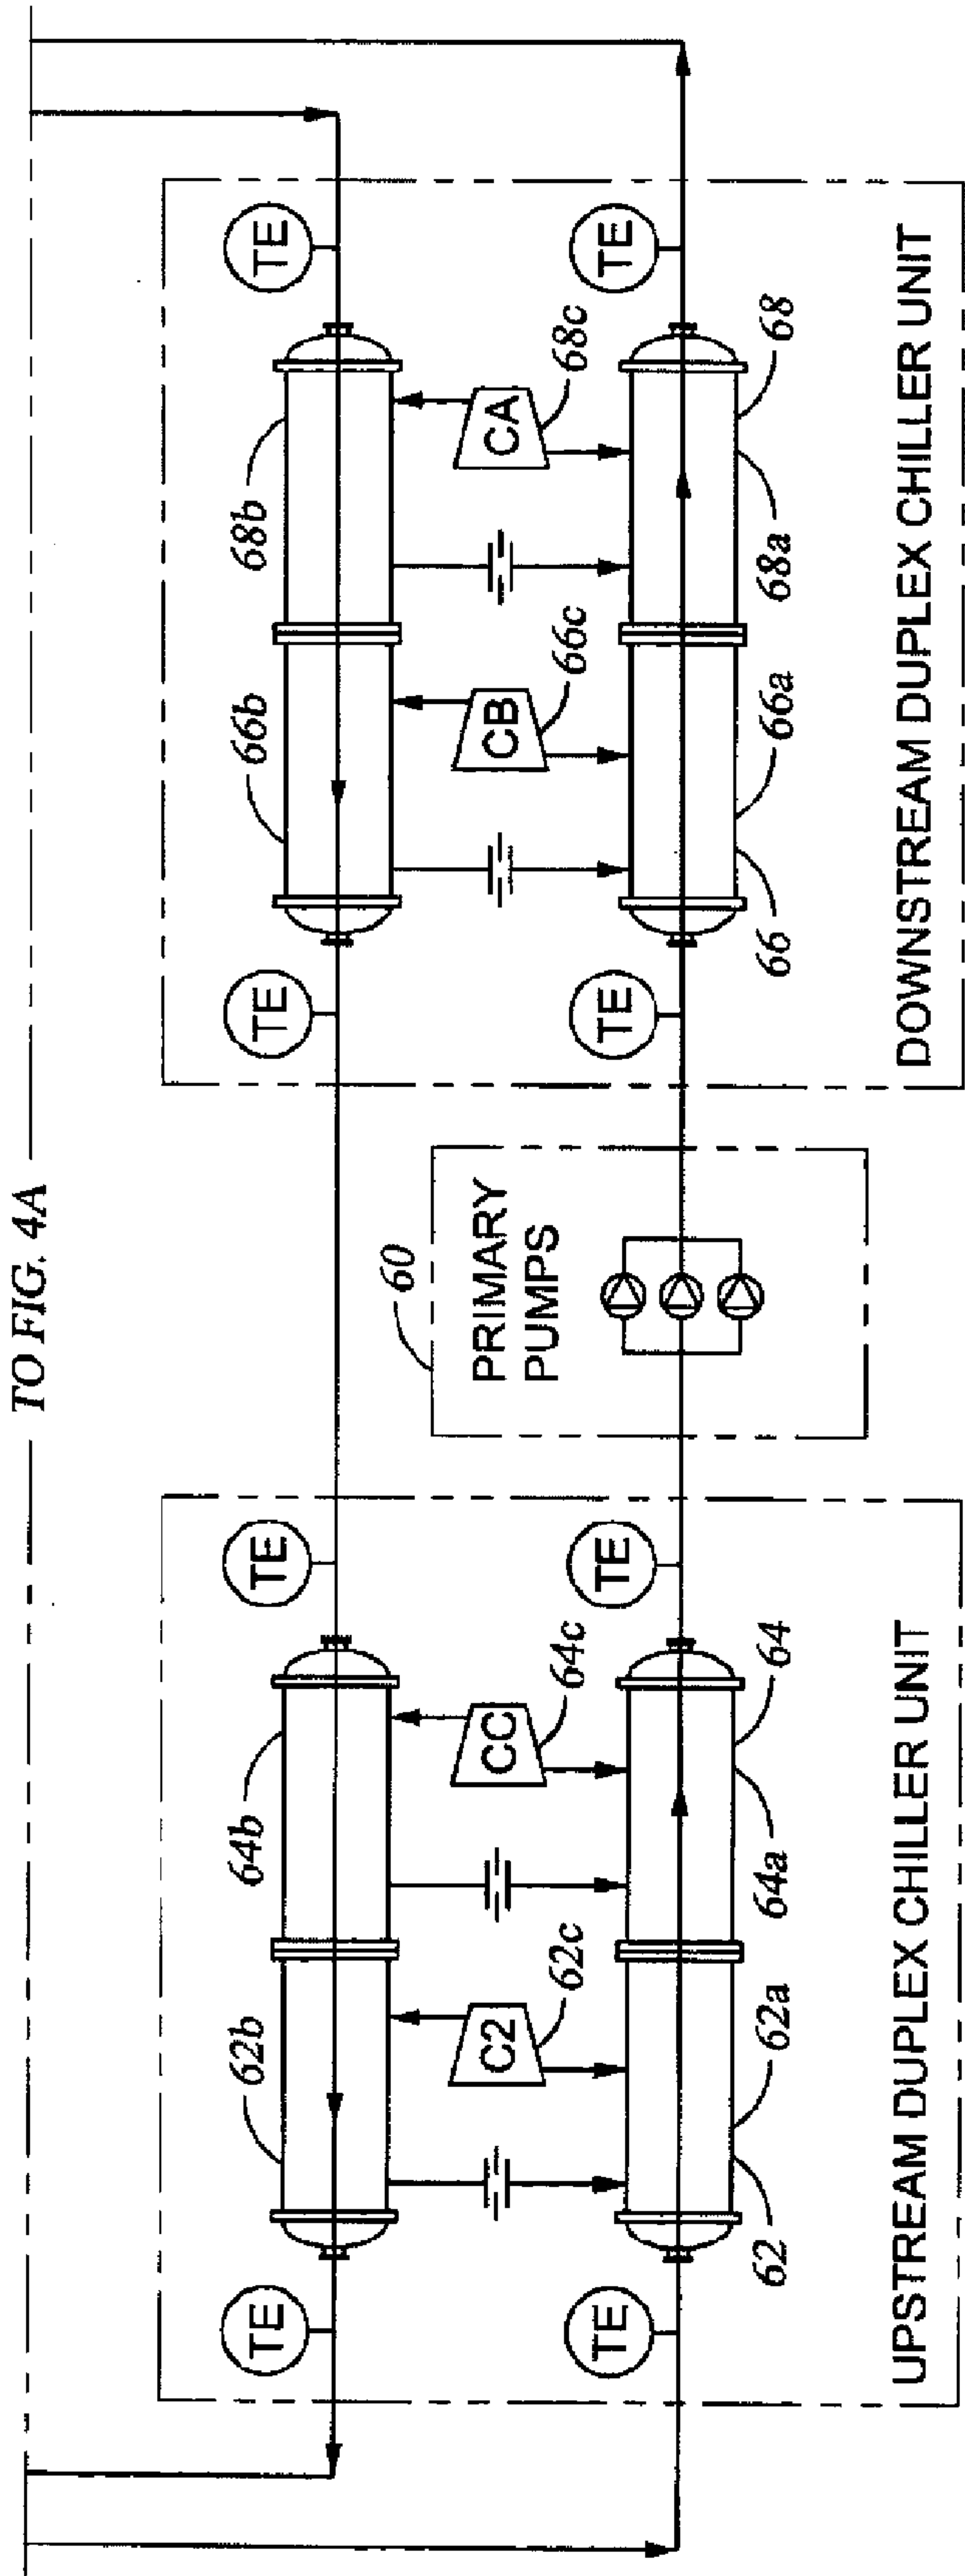 TO FIG. 4A
TE
TE
TE
TE
62b
64b
66b
68b
60
PRIMARY
PUMPS
C2
CC
CB
CA
62c
64c
66c
68c
TE
TE
TE
TE
62
62a
64a
64
66
66a
68a
68
UPSTREAM DUPLEX CHILLER UNIT
DOWNSTREAM DUPLEX CHILLER UNIT